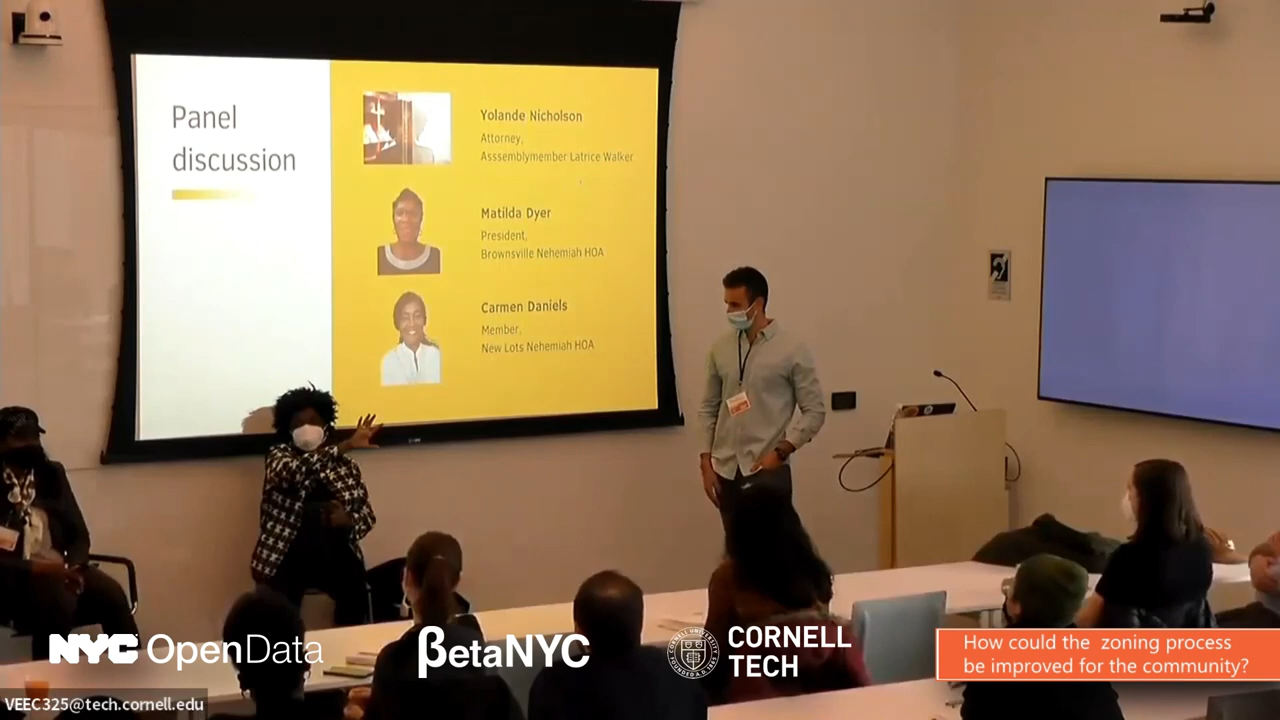 Panel
discussion
Yolande Nicholson
Attorney,
Asssemblymember Latrice Walker
Matilda Dyer
President,
Brownsville Nehemiah HOA
Carmen Daniels
Member,
New Lots Nehemiah HOA
NYC OpenData
βetaNYC
CORNELL
TECH
How could the zoning process
be improved for the community?
VEEC325@tech.cornell.edu